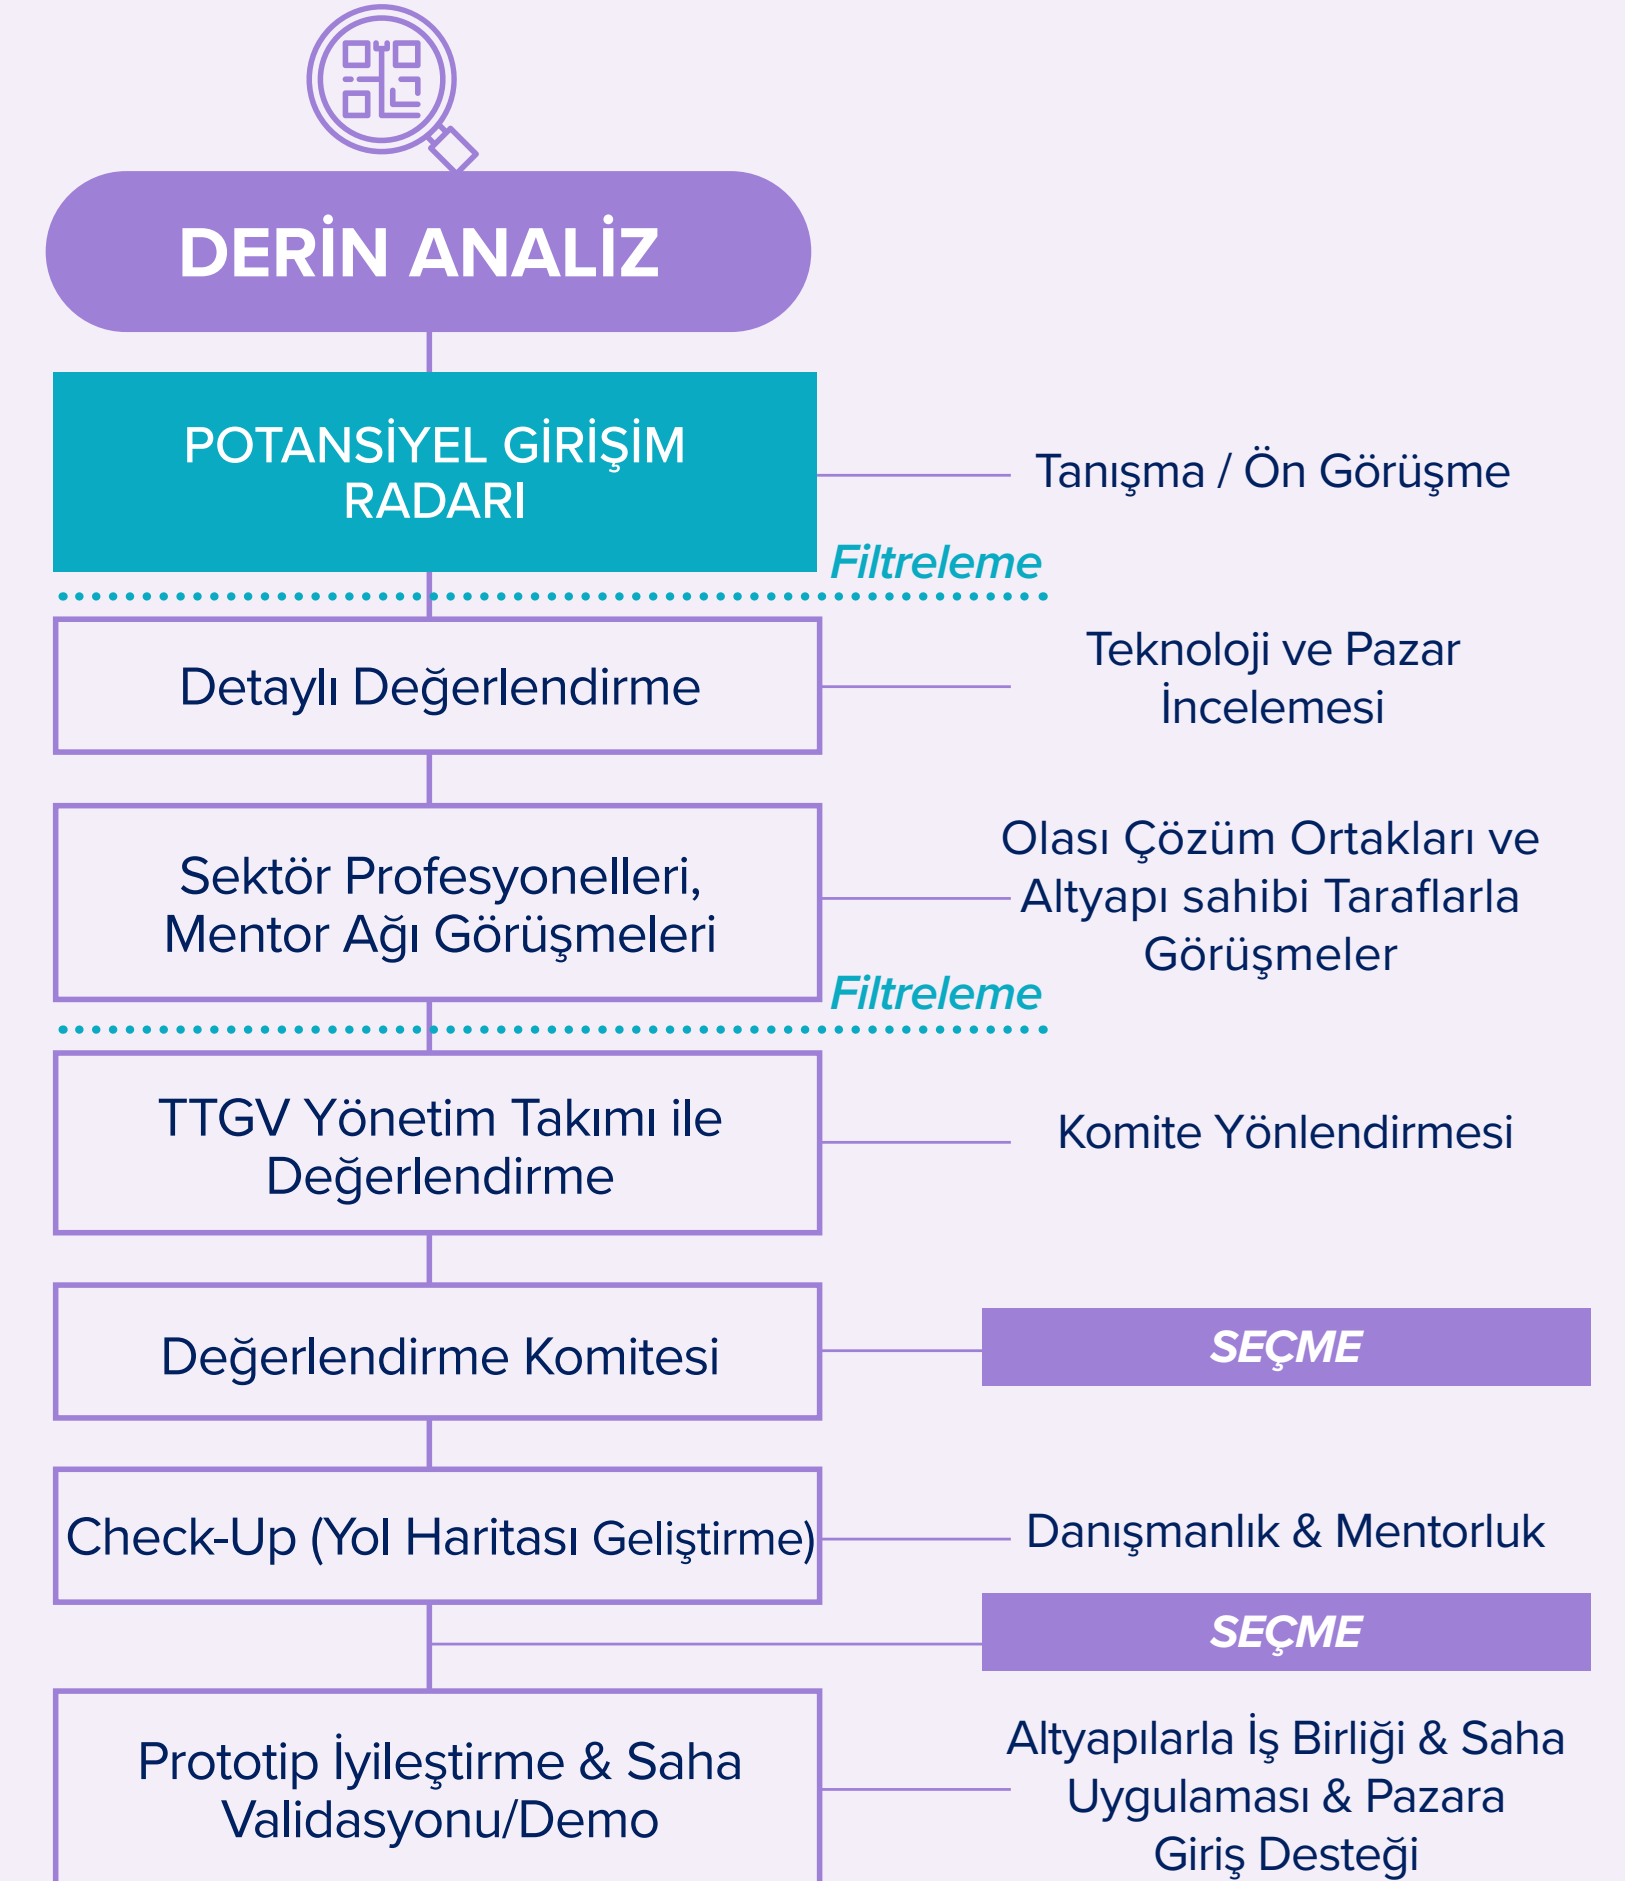 DERİN ANALİZ
POTANSİYEL GİRİŞİM
RADARI
Tanışma / Ön Görüşme
Filtreleme
Detaylı Değerlendirme
Teknoloji ve Pazar
İncelemesi
Sektör Profesyonelleri,
Mentor Ağı Görüşmeleri
Olası Çözüm Ortakları ve
Altyapı sahibi Taraflarla
Görüşmeler
Filtreleme
TTGV Yönetim Takımı ile
Değerlendirme
Komite Yönlendirmesi
Değerlendirme Komitesi
SEÇME
Check-Up (Yol Haritası Geliştirme)
Danışmanlık & Mentorluk
SEÇME
Prototip İyileştirme & Saha
Validasyonu/Demo
Altyapılarla İş Birliği & Saha
Uygulaması & Pazara
Giriş Desteği